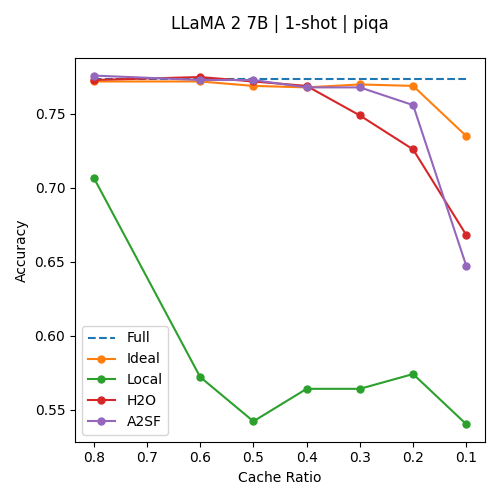 LLaMA 2 7B | 1-shot | piqa
Accuracy
0.75
0.70
0.65
0.60
0.55
Full
Ideal
Local
H2O
A2SF
0.8 0.7 0.6 0.5 0.4 0.3 0.2 0.1
Cache Ratio